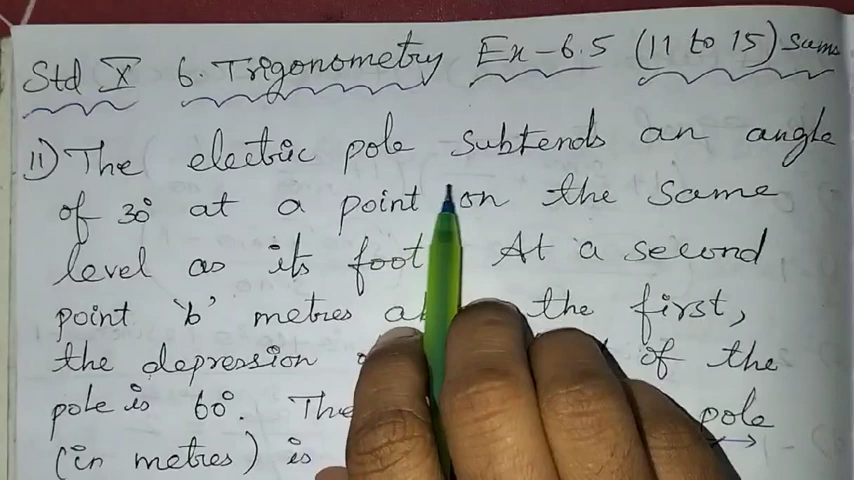 Std X 6. Trigonometry Ex-6.5 (11 to 15) Sums
11) The electric pole subtends an angle
of 30° at a point on the same
level as its foot. At a second
point 'b' metres the first,
the depression of the
pole is 60°. The pole
(in metres) is